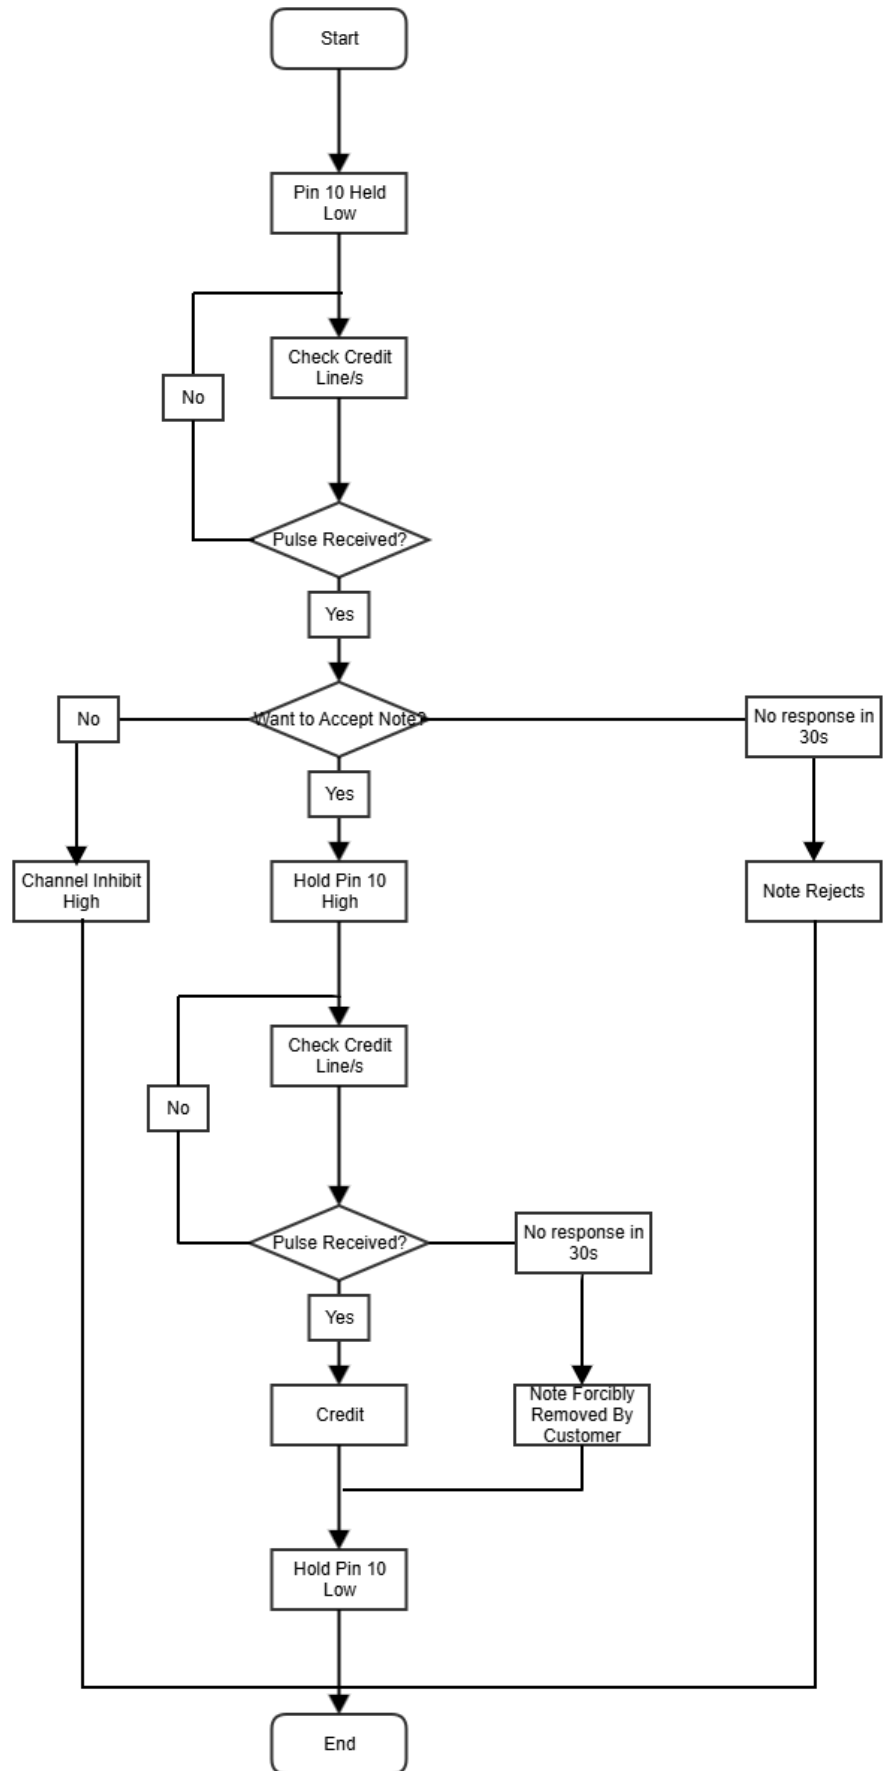 Start
Pin 10 Held
Low
Check Credit
Line/s
No
Pulse Received?
Yes
No
Want to Accept Note?
No response in
30s
Yes
Channel Inhibit
High
Hold Pin 10
High
Note Rejects
Check Credit
Line/s
No
Pulse Received?
No response in
30s
Yes
Credit
Note Forcibly
Removed By
Customer
Hold Pin 10
Low
End